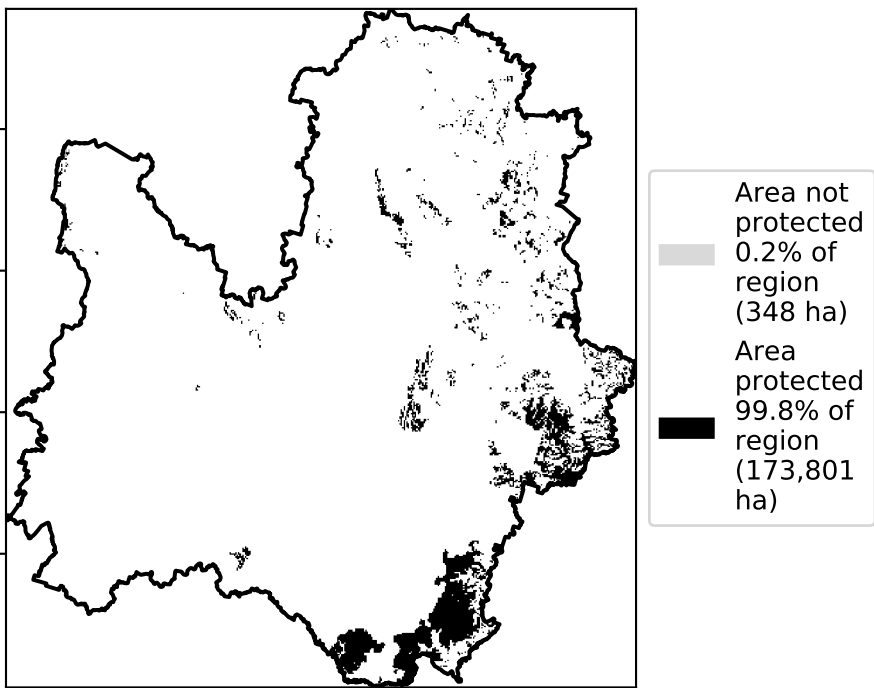 Area not
protected
0.2% of
region
(348 ha)
Area
protected
99.8% of
region
(173,801
ha)